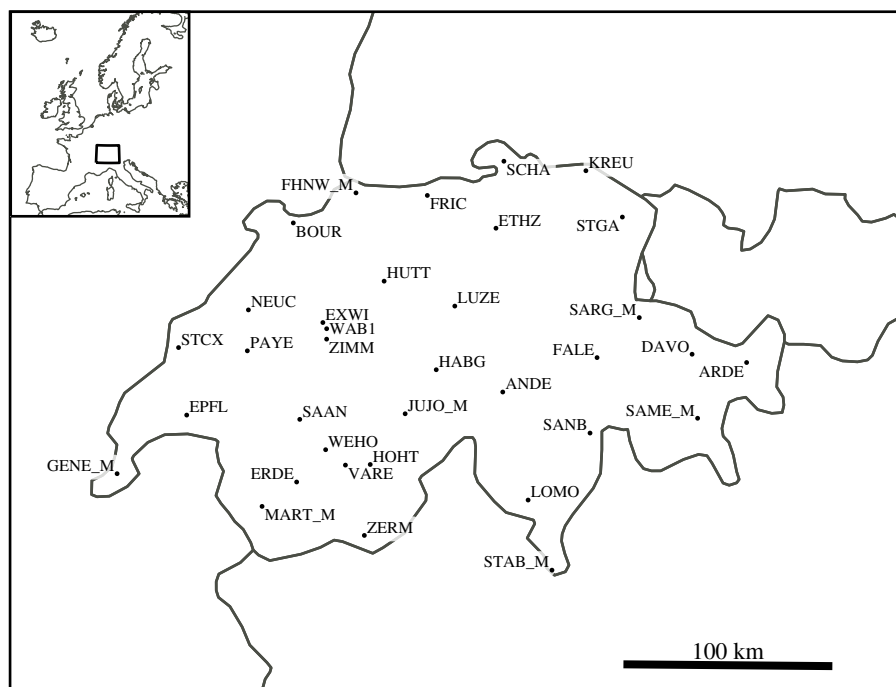 SCHA
KREU
FHNW_M
FRIC
BOUR
ETHZ
STGA
HUTT
NEUC
LUZE
EXWI
WAB1
SARG_M
STCX
PAYE
ZIMM
FALE
DAVO
HABG
ARDE
ANDE
EPFL
SAAN
JUJO_M
SANB
SAME_M
WEHO
GENE_M
HOHT
ERDE
VARE
LOMO
MART_M
ZERM
STAB_M
100 km